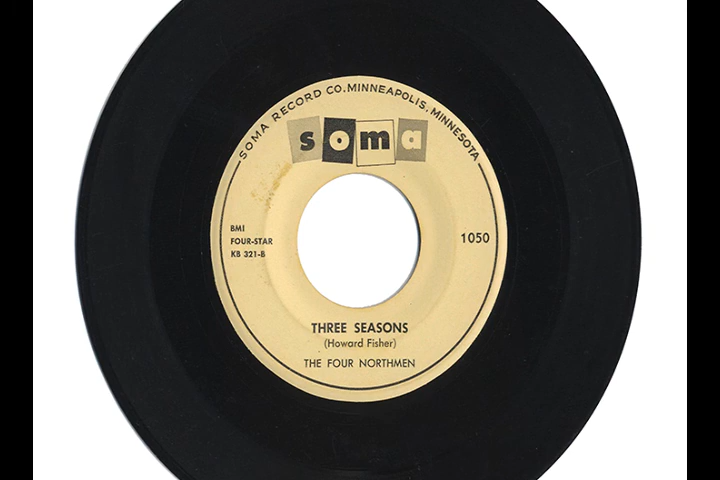 SOMA RECORD CO. MINNEAPOLIS, MINNESOTA
soma
BMI
FOUR-STAR
KB 321-B
1050
THREE SEASONS
(Howard Fisher)
THE FOUR NORTHMEN